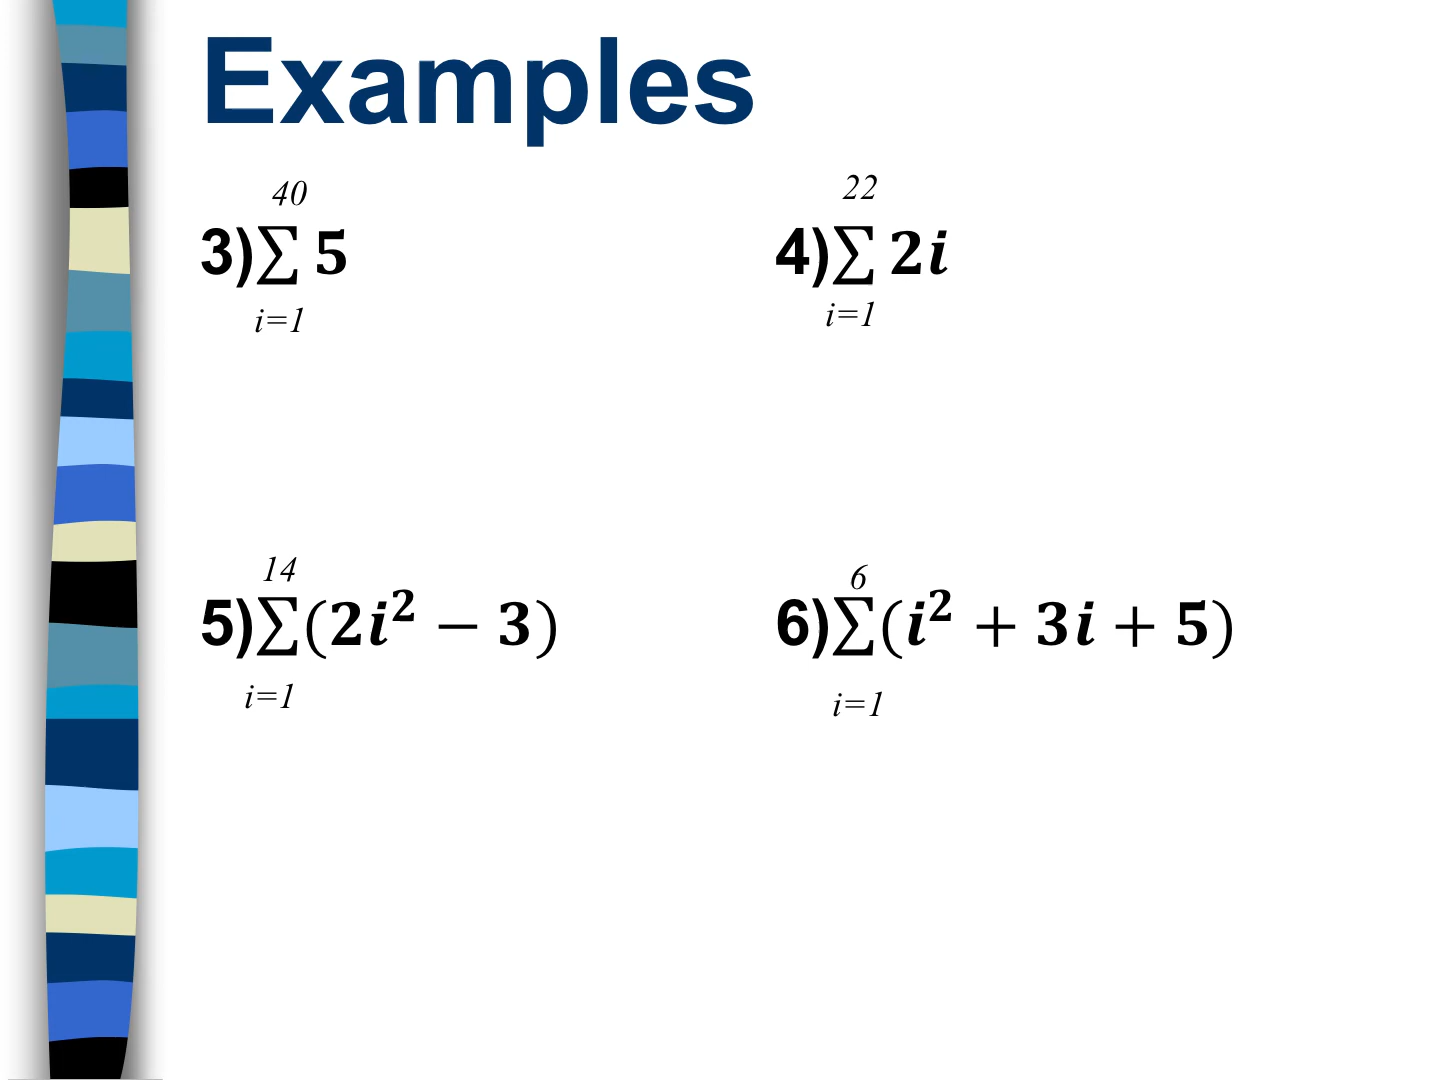 Examples
40
3)∑ 5
i=1
22
4)∑ 2i
i=1
14
5)∑(2i² − 3)
i=1
6
6)∑(i² + 3i + 5)
i=1